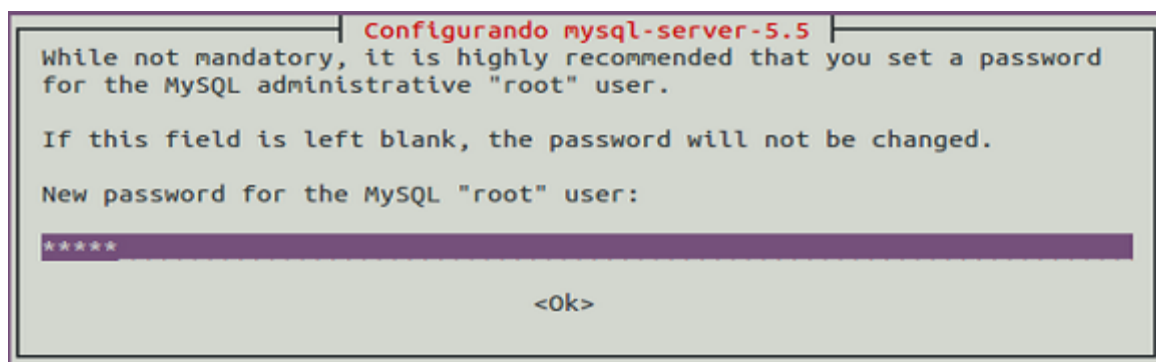 Configurando mysql-server-5.5
While not mandatory, it is highly recommended that you set a password
for the MySQL administrative "root" user.
If this field is left blank, the password will not be changed.
New password for the MySQL "root" user:
*****
<Ok>